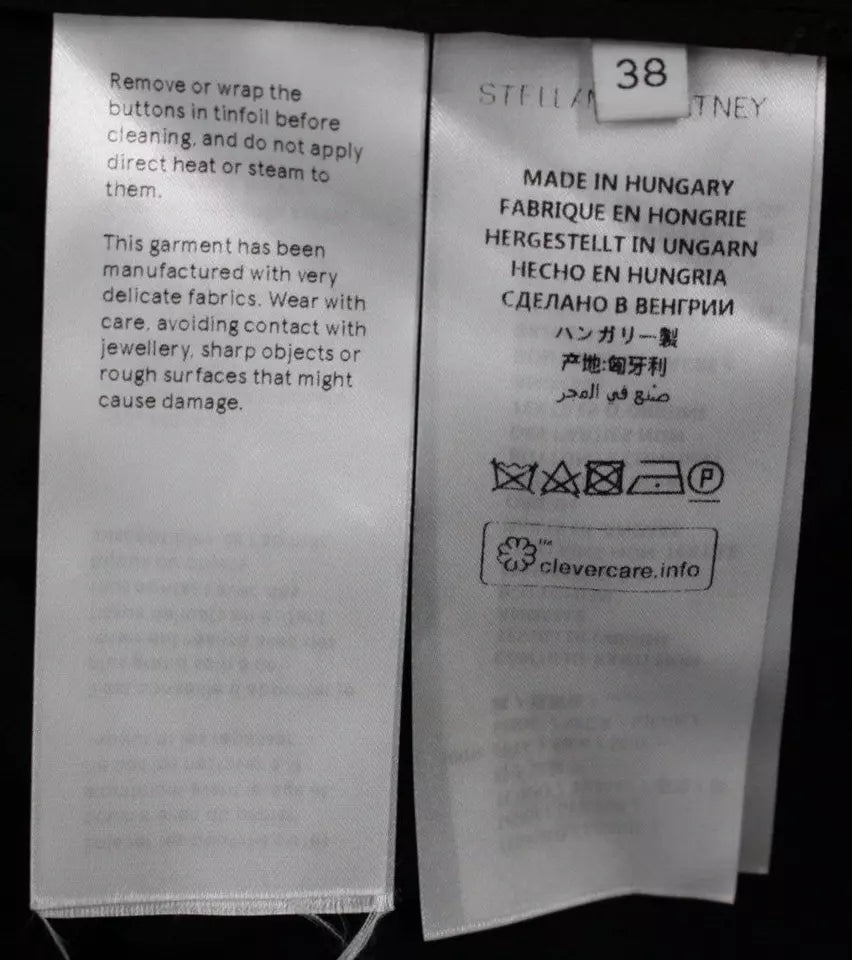 Remove or wrap the
buttons in tinfoil before
cleaning, and do not apply
direct heat or steam to
them.
This garment has been
manufactured with very
delicate fabrics. Wear with
care, avoiding contact with
jewellery, sharp objects or
rough surfaces that might
cause damage.
38
MADE IN HUNGARY
FABRIQUE EN HONGRIE
HERGESTELLT IN UNGARN
HECHO EN HUNGRIA
СДЕЛАНО В ВЕНГРИИ
ハンガリー製
产地:匈牙利
صنع في المجر
P
™
clevercare.info